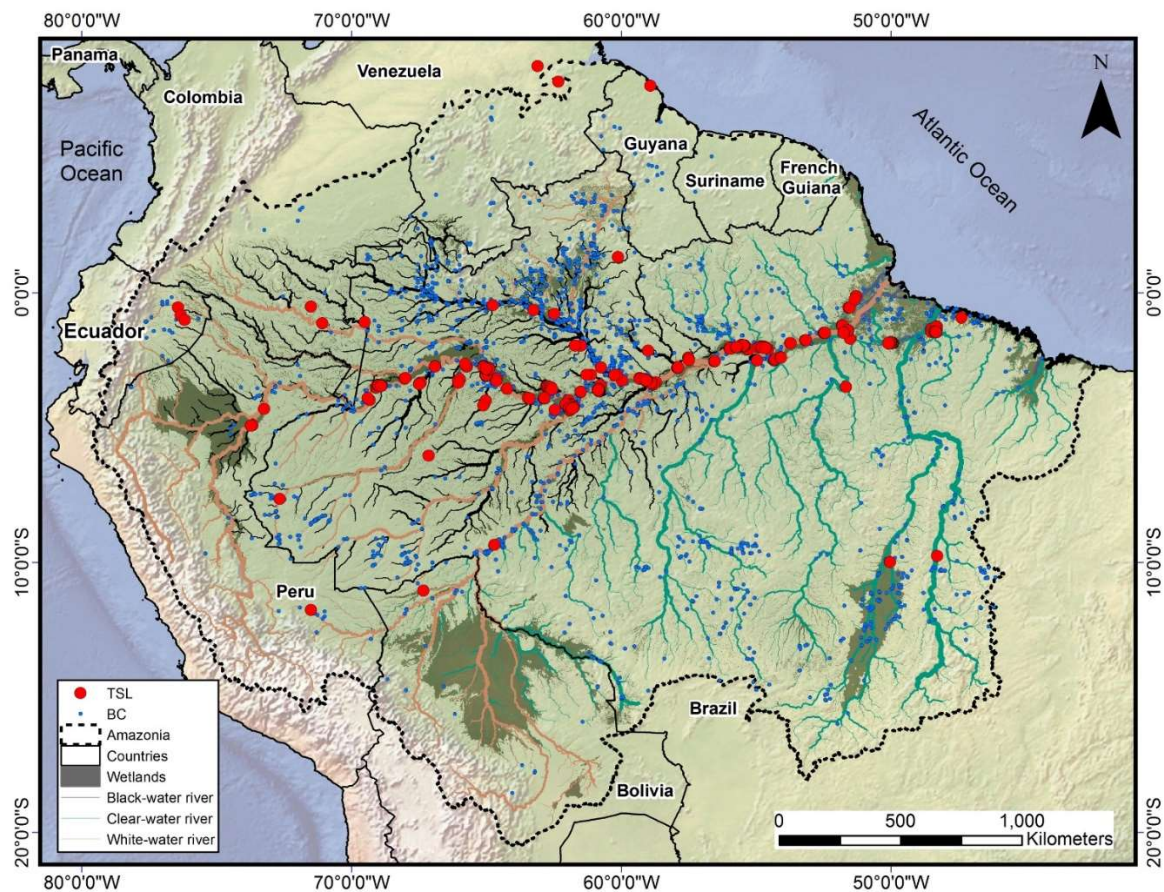 80°0'0"W 70°0'0"W 60°0'0"W 50°0'0"W
Panama
Venezuela
Colombia
N
Pacific
Ocean
Atlantic Ocean
Guyana
Suriname
French
Guiana
0°0'0"
0°0'0"
Ecuador
10°0'0"S
10°0'0"S
Peru
Brazil
Bolivia
TSL
BC
Amazonia
Countries
Wetlands
Black-water river
Clear-water river
White-water river
0 500 1,000
Kilometers
20°0'0"S
20°0'0"S
80°0'0"W 70°0'0"W 60°0'0"W 50°0'0"W